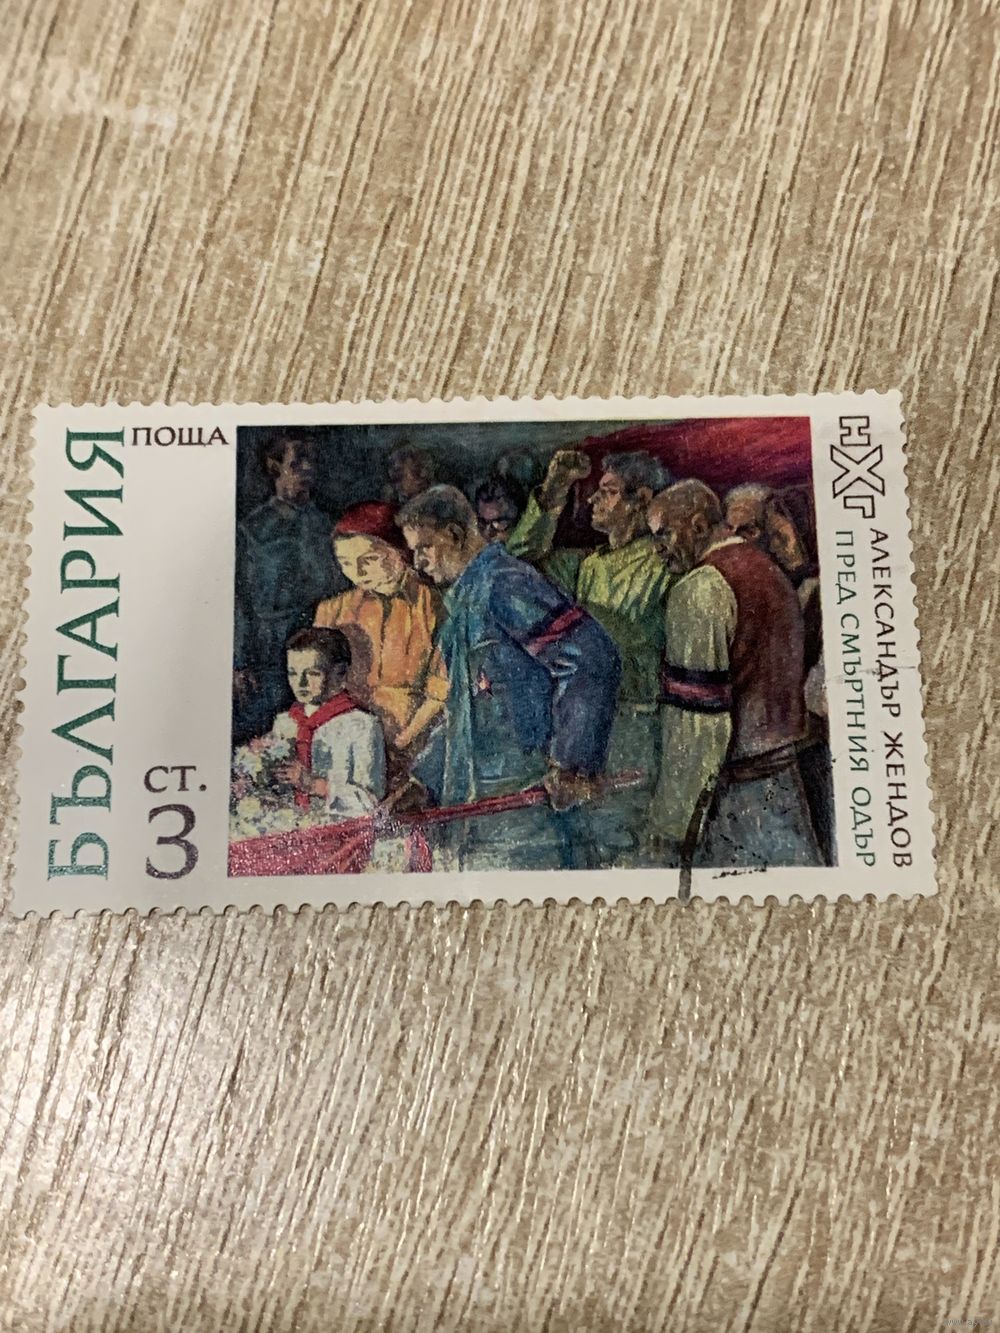 БЪЛГАРИЯ
ПОЩА
СТ.
3
НХГ
АЛЕКСАНДЪР ЖЕНДОВ
ПРЕД СМЪРТНИЯ ОДЪР